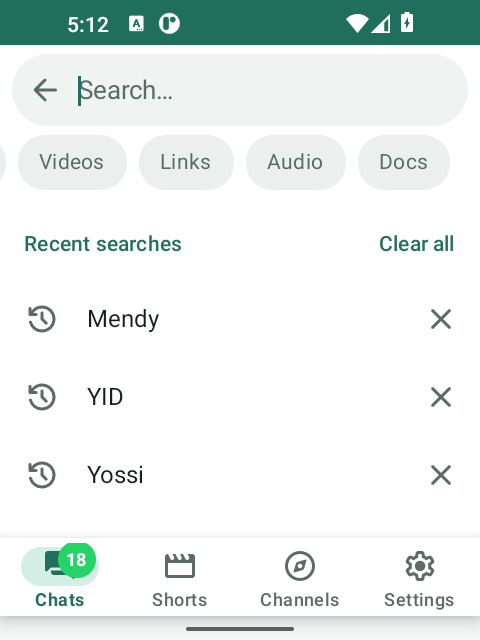 5:12
A
Search...
Videos Links Audio Docs
Recent searches Clear all
Mendy
YID
Yossi
18
Chats Shorts Channels Settings